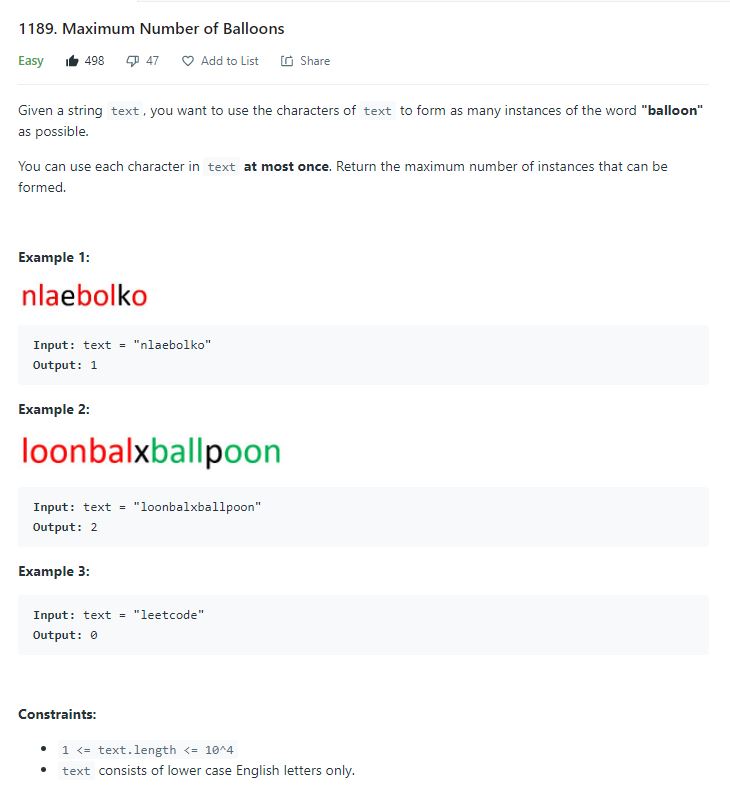 1189. Maximum Number of Balloons
Easy 498 47 Add to List Share
Given a string text, you want to use the characters of text to form as many instances of the word "balloon"
as possible.
You can use each character in text at most once. Return the maximum number of instances that can be
formed.
Example 1:
nlaebolko
Input: text = "nlaebolko"
Output: 1
Example 2:
loonbalxballpoon
Input: text = "loonbalxballpoon"
Output: 2
Example 3:
Input: text = "leetcode"
Output: 0
Constraints:
• 1 <= text.length <= 10^4
• text consists of lower case English letters only.